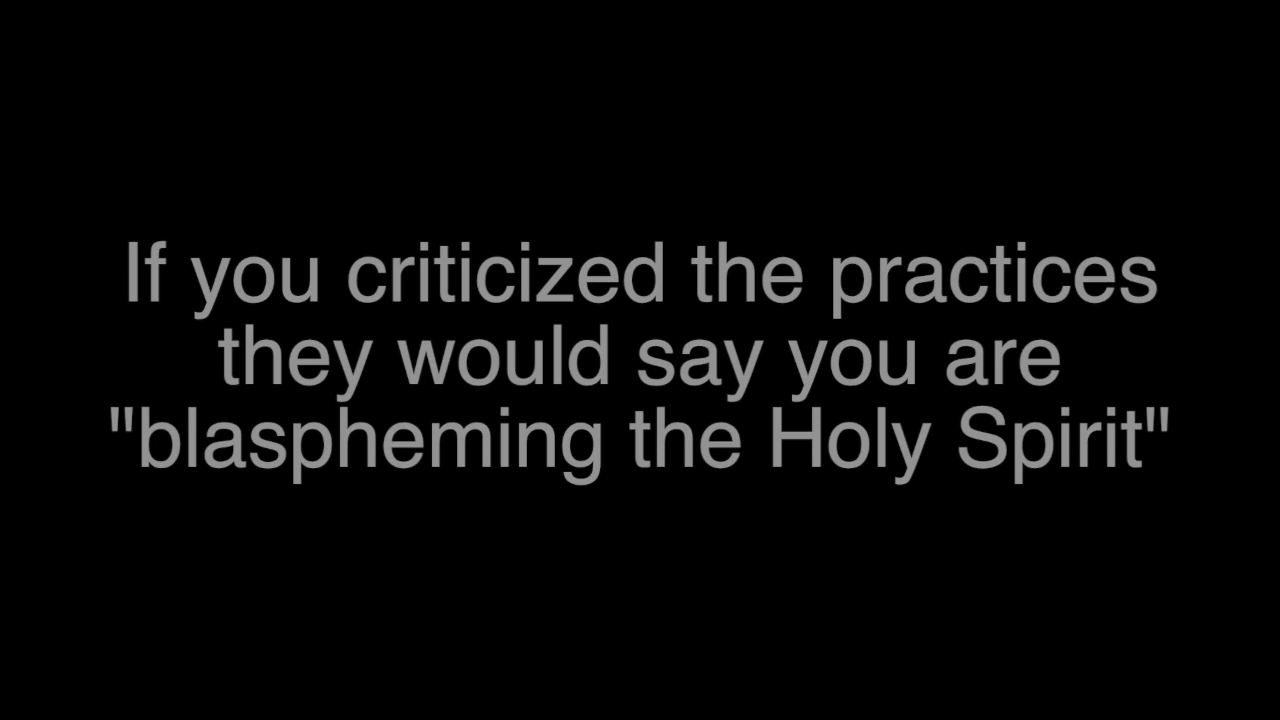 If you criticized the practices
they would say you are
"blaspheming the Holy Spirit"